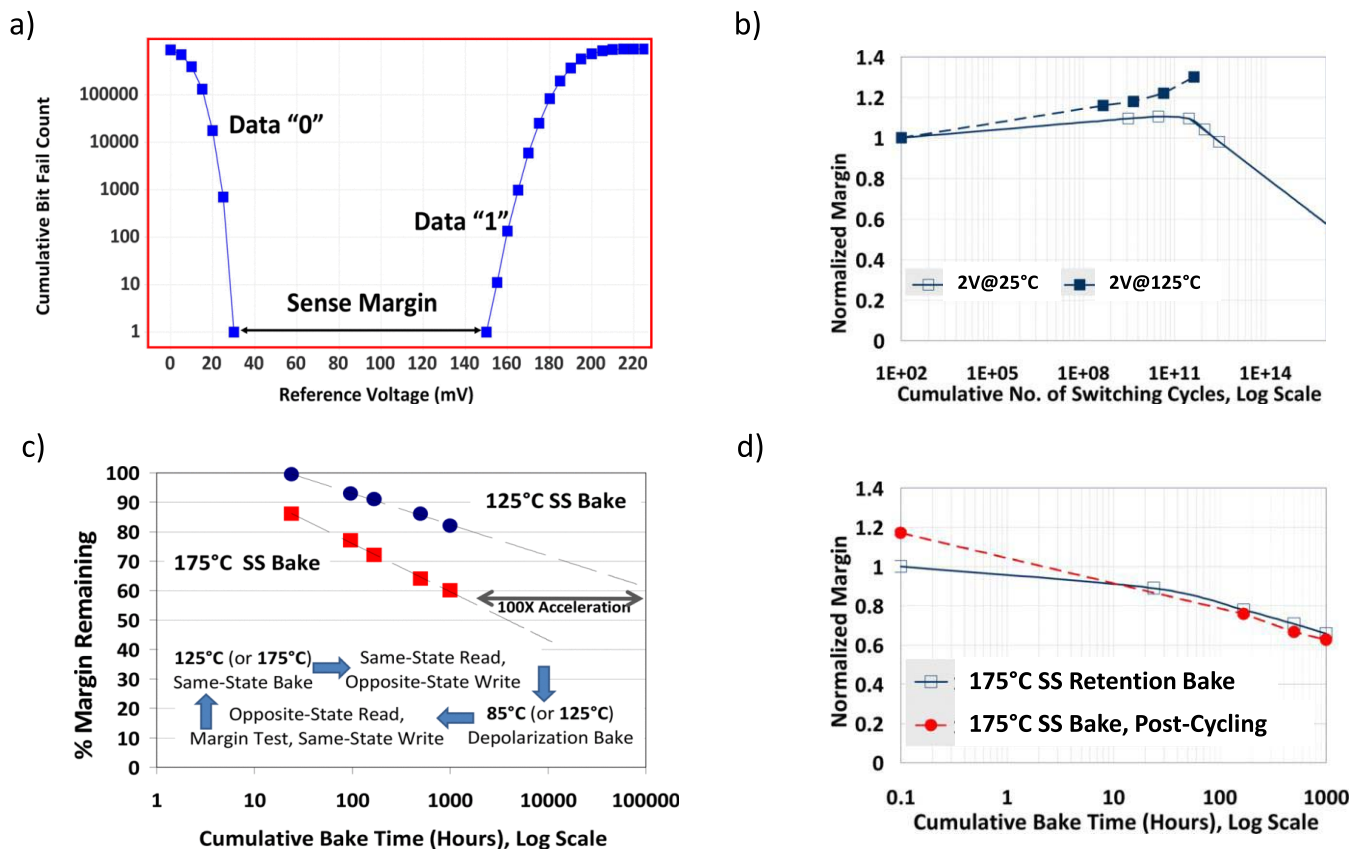 a)
Cumulative Bit Fail Count
100000
10000
1000
100
10
1
Data “0”
Data “1”
Sense Margin
0 20 40 60 80 100 120 140 160 180 200 220
Reference Voltage (mV)
b)
Normalized Margin
1.4
1.2
1
0.8
0.6
0.4
0.2
0
2V@25°C
2V@125°C
1E+02 1E+05 1E+08 1E+11 1E+14
Cumulative No. of Switching Cycles, Log Scale
c)
% Margin Remaining
100
90
80
70
60
50
40
30
20
10
0
125°C SS Bake
175°C SS Bake
100X Acceleration
125°C (or 175°C)
Same-State Bake
Same-State Read,
Opposite-State Write
Opposite-State Read,
Margin Test, Same-State Write
85°C (or 125°C)
Depolarization Bake
1 10 100 1000 10000 100000
Cumulative Bake Time (Hours), Log Scale
d)
Normalized Margin
1.4
1.2
1
0.8
0.6
0.4
0.2
0
175°C SS Retention Bake
175°C SS Bake, Post-Cycling
0.1 1 10 100 1000
Cumulative Bake Time (Hours), Log Scale